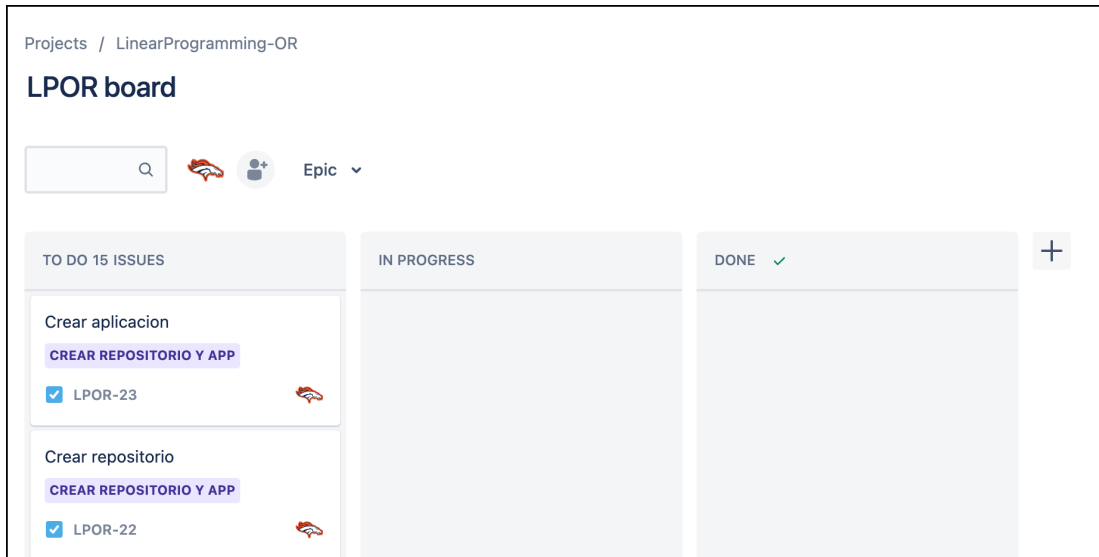 Projects / LinearProgramming-OR
LPOR board
Epic
TO DO 15 ISSUES
IN PROGRESS
DONE
Crear aplicacion
CREAR REPOSITORIO Y APP
LPOR-23
Crear repositorio
CREAR REPOSITORIO Y APP
LPOR-22